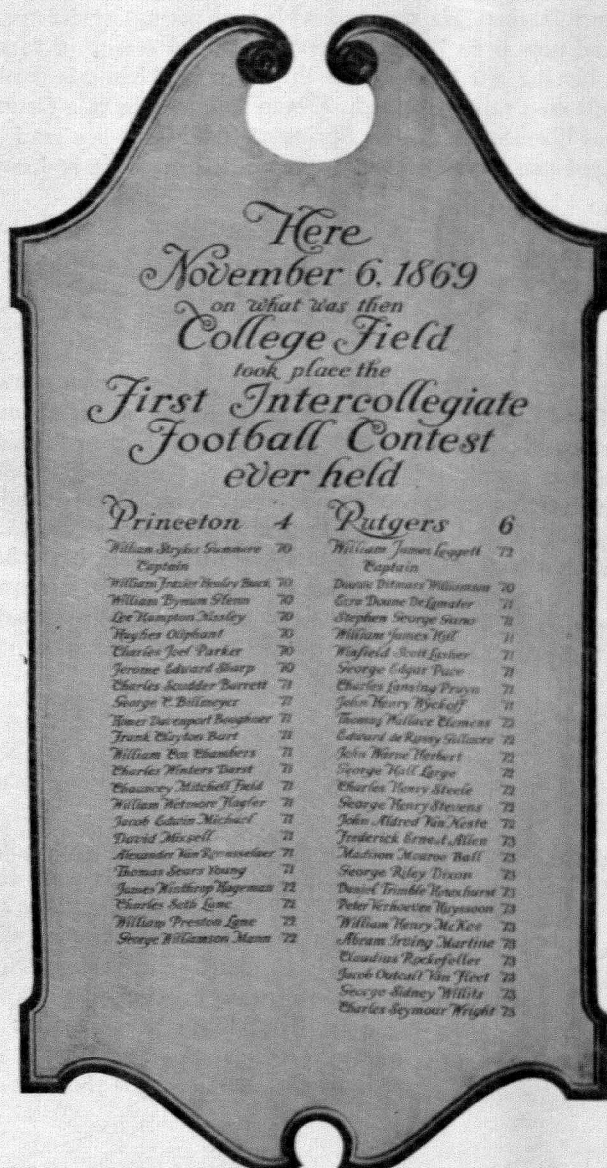 Here
November 6, 1869
on what was then
College Field
took place the
First Intercollegiate
Football Contest
ever held
Princeton 4
William Stryker Gummere 70
Captain
William Frazier Henley Buck 70
William Bynum Glenn 70
Lee Hampton Nissley 70
Hughes Oliphant 70
Charles Joel Parker 70
Jerome Edward Sharp 70
Charles Scudder Barrett 71
George C. Billmeyer 71
Homer Davenport Boughner 71
Frank Clayton Burt 71
William Cox Chambers 71
Charles Winters Darst 71
Chauncey Mitchell Field 71
William Wetmore 71
Jacob Edwin Michael 71
David Mixsell 71
Alexander Van Rensselaer 71
Thomas Sears Young 71
James Winthrop Hageman 72
Charles Seth Lane 72
William Preston Lane 72
George Williamson Mann 72
Rutgers 6
William James Leggett 72
Captain
Douwe Ditmars Williamson 70
Ezra Doane DeLamater 71
Stephen George Gano 71
William James Hill 71
Winfield Scott Lasher 71
George Edgar Pace 71
Charles Lansing Pruyn 71
John Henry Wyckoff 71
Thomas Wallace Clemens 72
Edward de Rassy Gillmore 72
John Warne Herbert 72
George Hall Large 72
Charles Henry Steele 72
George Henry Stevens 72
John Aldred Van Neste 72
Frederick Ernest Allen 73
Madison Monroe Ball 73
George Riley Dixon 73
Daniel Trimble Hawxhurst 73
Peter Verhoeven Huyssoon 73
William Henry McKee 73
Abram Irving Martine 73
Claudius Rockefeller 73
Jacob Outcalt Van Fleet 73
George Sidney Willits 73
Charles Seymour Wright 73